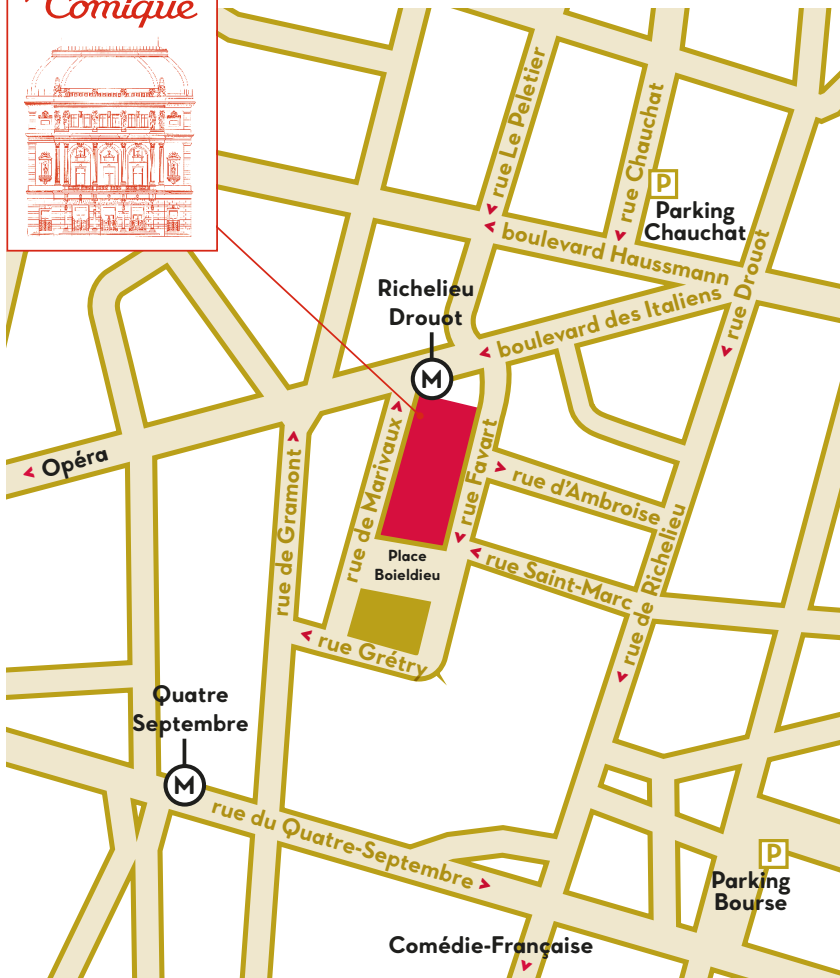 Comique
rue Le Peletier
rue Chauchat
P
Parking
Chauchat
boulevard Haussmann
rue Drouot
Richelieu
Drouot
M
boulevard des Italiens
Opéra
rue de Marivaux
rue Favart
rue d'Ambroise
rue de Gramont
Place
Boieldieu
rue Saint-Marc
rue de Richelieu
rue Grétry
Quatre
Septembre
M
rue du Quatre-Septembre
P
Parking
Bourse
Comédie-Française